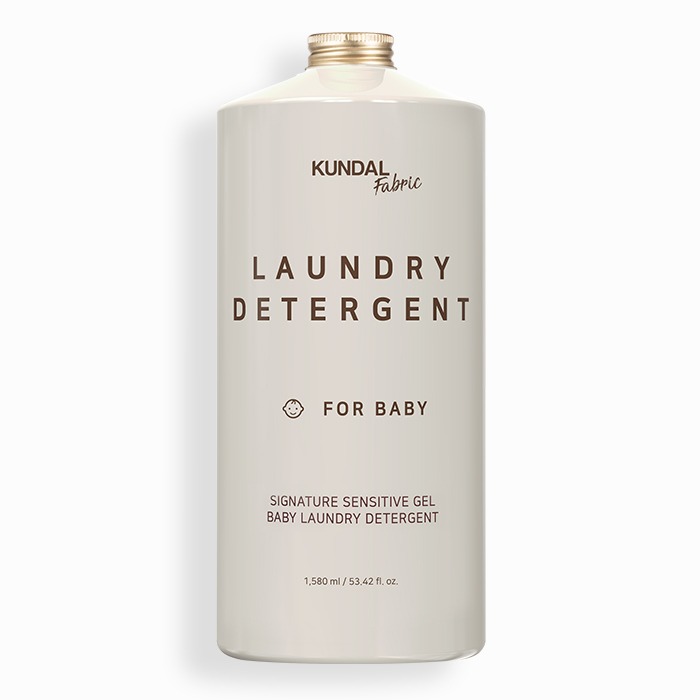 KUNDAL
Fabric
LAUNDRY
DETERGENT
FOR BABY
SIGNATURE SENSITIVE GEL
BABY LAUNDRY DETERGENT
1,580 ml / 53.42 fl. oz.